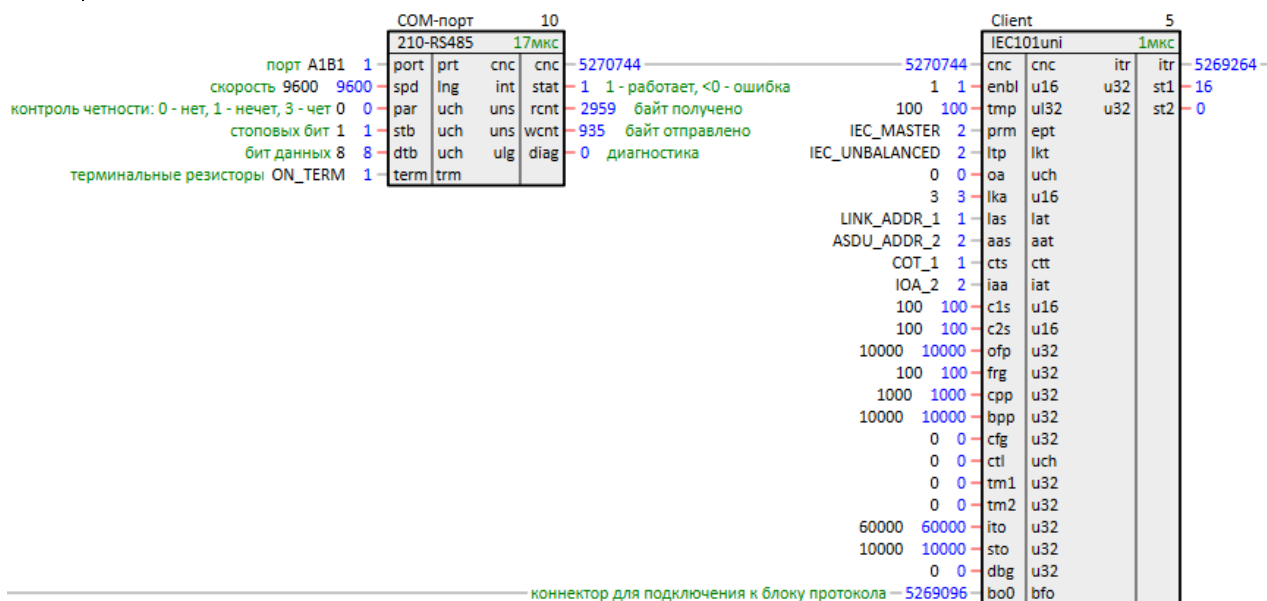 COM-порт 10
210-RS485 17мкс
порт A1B1 1 port prt cnc cnc 5270744
скорость 9600 9600 spd lng int stat 1 1 - работает, <0 - ошибка
контроль четности: 0 - нет, 1 - нечет, 3 - чет 0 0 par uch uns rcnt 2959 байт получено
стоповых бит 1 1 stb uch uns wcnt 935 байт отправлено
бит данных 8 8 dtb uch ulg diag 0 диагностика
терминальные резисторы ON_TERM 1 term trm
Client 5
IEC101uni 1мкс
5270744 cnc cnc itr itr 5269264
1 1 enbl u16 u32 st1 16
100 100 tmp ul32 u32 st2 0
IEC_MASTER 2 prm ept
IEC_UNBALANCED 2 ltp lkt
0 0 oa uch
3 3 lka u16
LINK_ADDR_1 1 las lat
ASDU_ADDR_2 2 aas aat
COT_1 1 cts ctt
IOA_2 2 iaa iat
100 100 c1s u16
100 100 c2s u16
10000 10000 ofp u32
100 100 frg u32
1000 1000 cpp u32
10000 10000 bpp u32
0 0 cfg u32
0 0 ctl uch
0 0 tm1 u32
0 0 tm2 u32
60000 60000 ito u32
10000 10000 sto u32
0 0 dbg u32
коннектор для подключения к блоку протокола 5269096 bo0 bfo